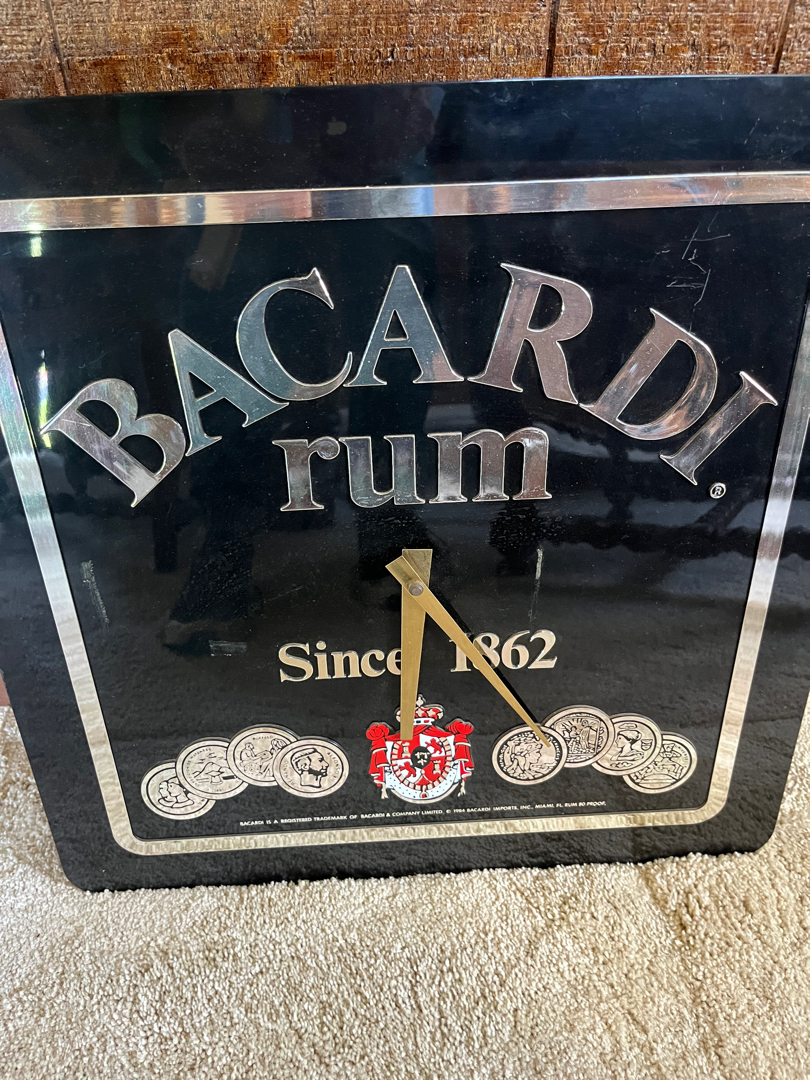 BACARDI®
rum
Since 1862
BACARDI IS A REGISTERED TRADEMARK OF BACARDI & COMPANY LIMITED. © 1984 BACARDI IMPORTS, INC., MIAMI, FL. RUM 80 PROOF.